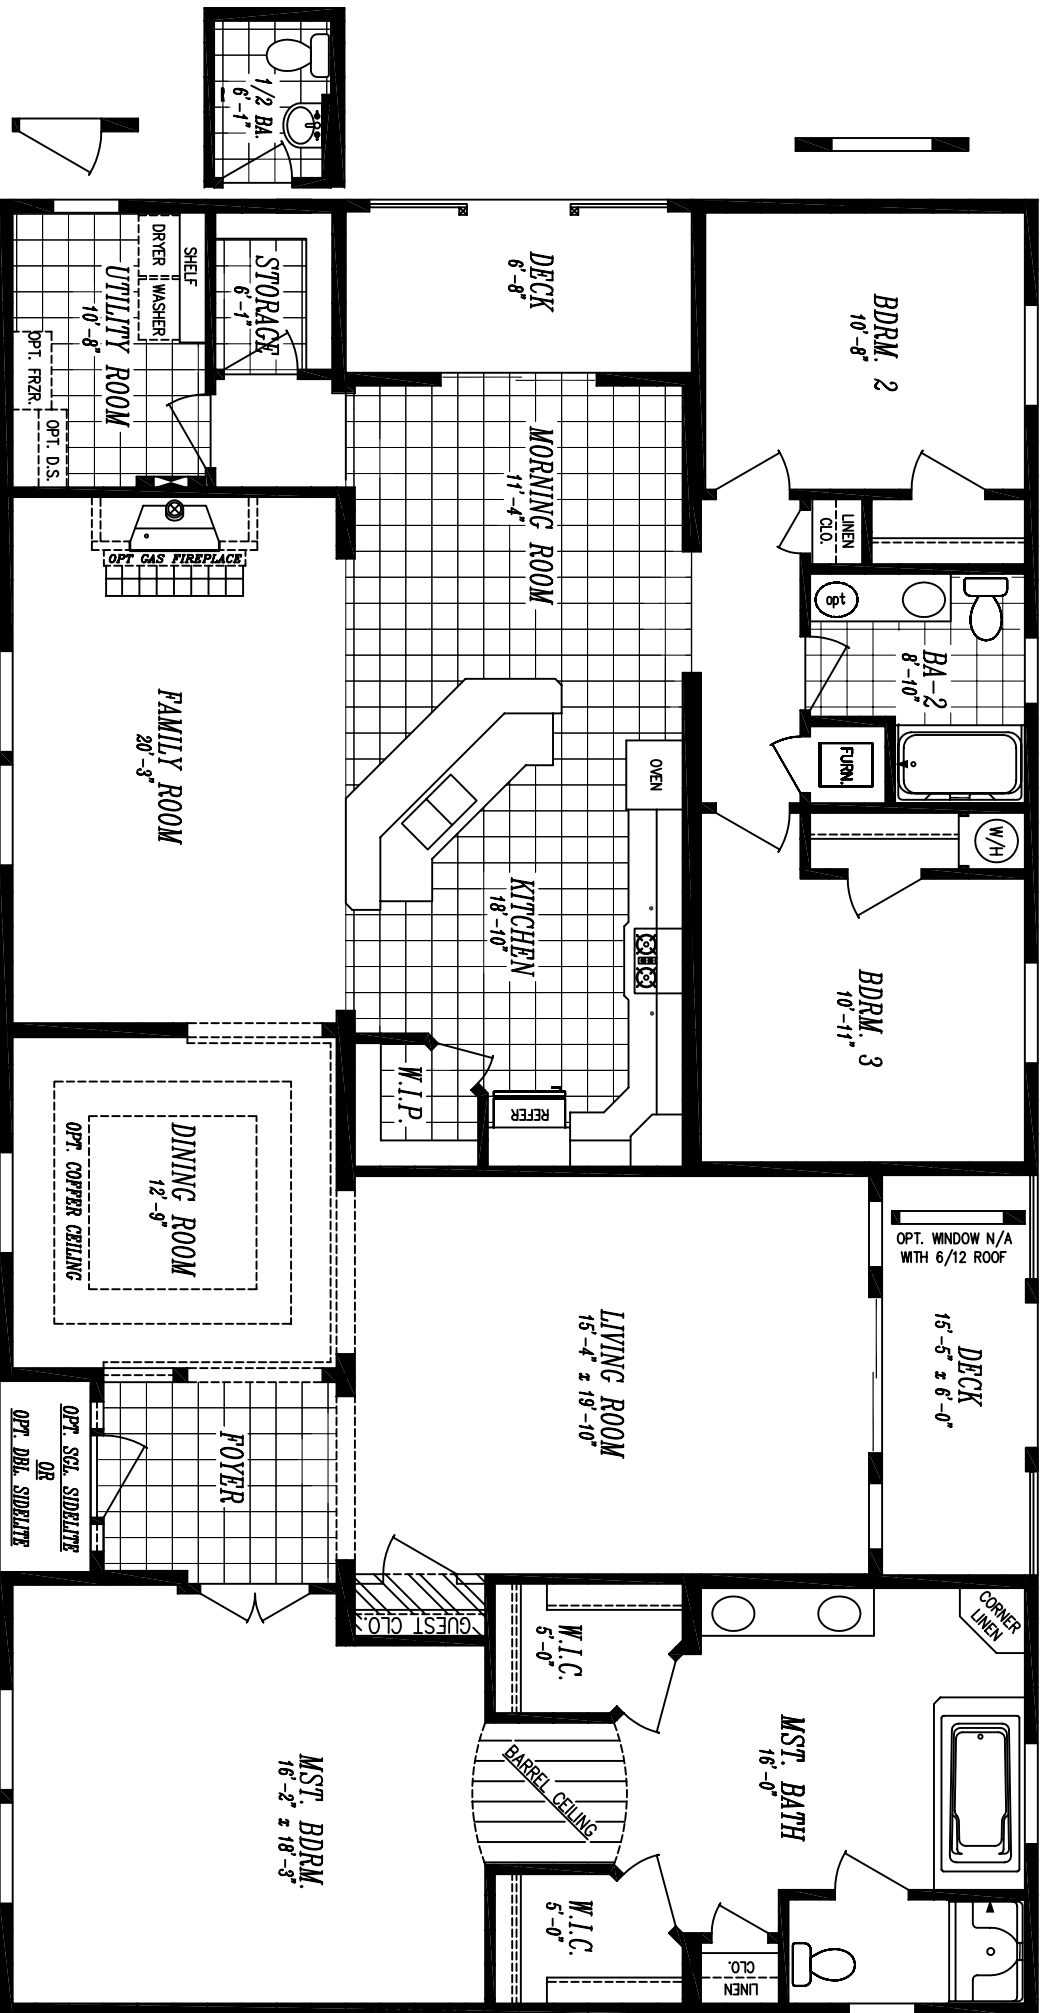 1/2 BA.
6'-1"
DECK
6'-8"
BDRM. 2
10'-8"
SHELF
DRYER
WASHER
STORAGE
6'-1"
UTILITY ROOM
10'-8"
OPT. FRZR.
OPT. D.S.
MORNING ROOM
11'-4"
LINEN
CLO.
opt
BA-2
8'-10"
OPT GAS FIREPLACE
FAMILY ROOM
20'-3"
OVEN
FURN.
W/H
KITCHEN
18'-10"
BDRM. 3
10'-11"
W.I.P.
REFER
DINING ROOM
12'-9"
OPT. COFFER CEILING
OPT. WINDOW N/A
WITH 6/12 ROOF
LIVING ROOM
15'-4" x 19'-10"
DECK
15'-5" x 6'-0"
FOYER
OPT. SGL. SIDELITE
OR
OPT. DBL. SIDELITE
GUEST CLO.
W.I.C.
5'-0"
CORNER
LINEN
MST. BATH
16'-0"
BARREL CEILING
MST. BDRM.
16'-2" x 18'-3"
W.I.C.
5'-0"
LINEN
CLO.